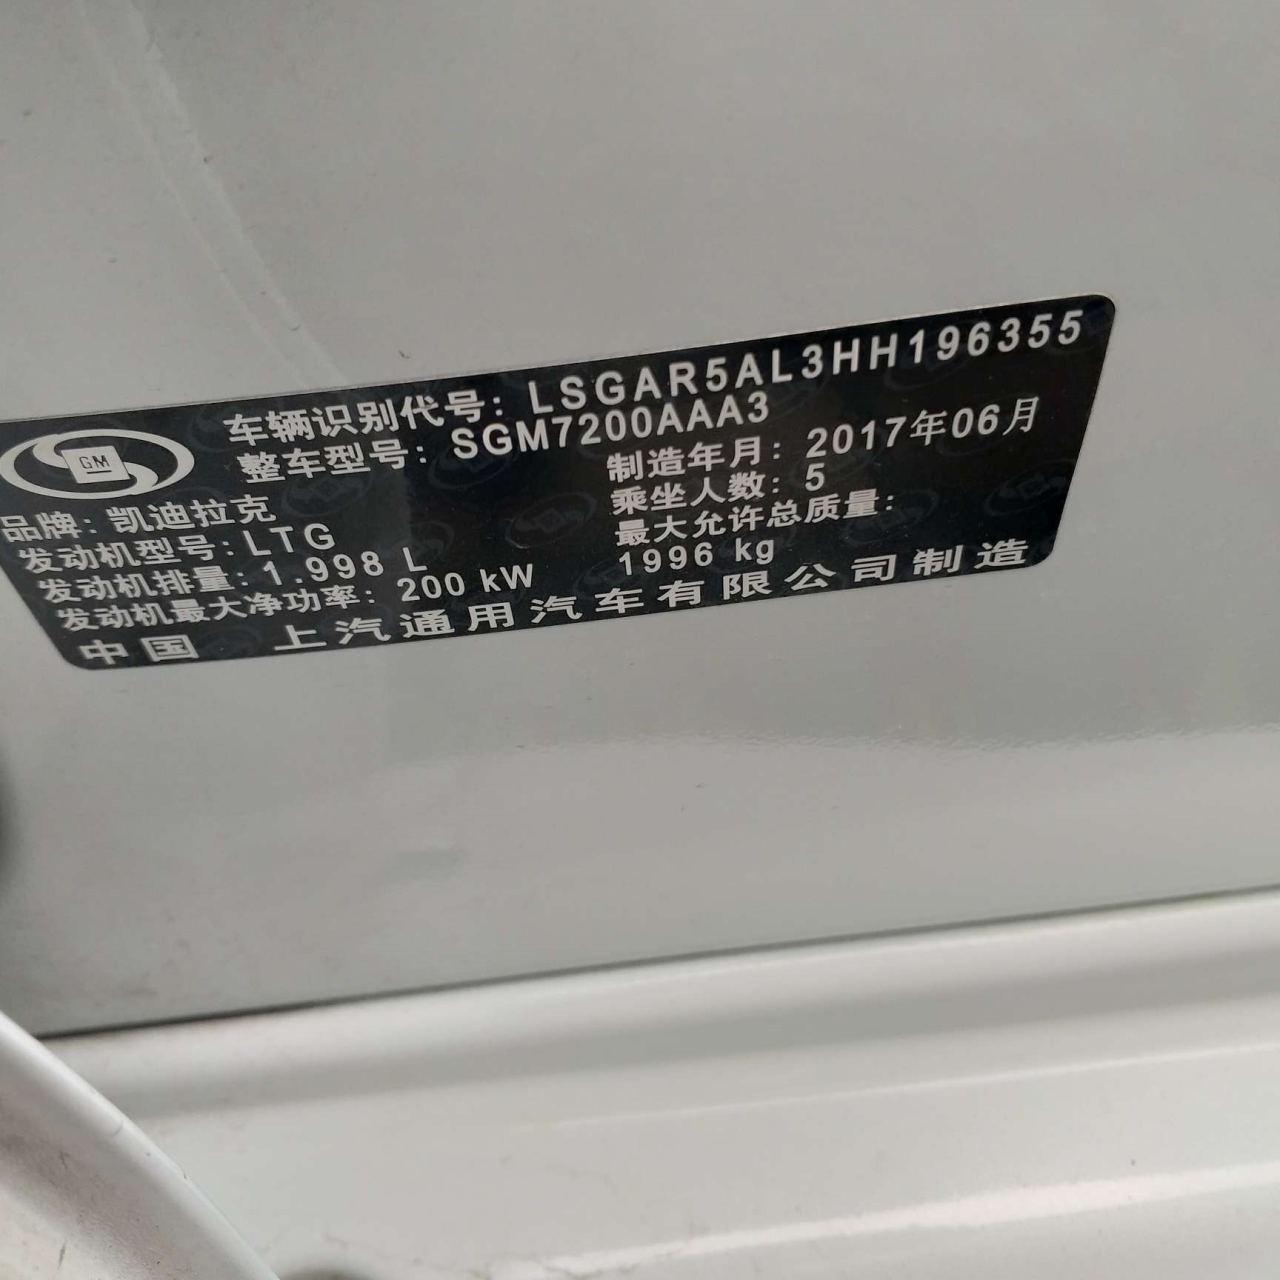 车辆识别代号: LSGAR5AL3HH196355
整车型号: SGM7200AAA3
GM
品牌: 凯迪拉克
制造年月: 2017年06月
发动机型号: LTG
乘坐人数: 5
发动机排量: 1.998 L
最大允许总质量:
1996 kg
发动机最大净功率: 200 kW
中国 上汽通用汽车有限公司制造